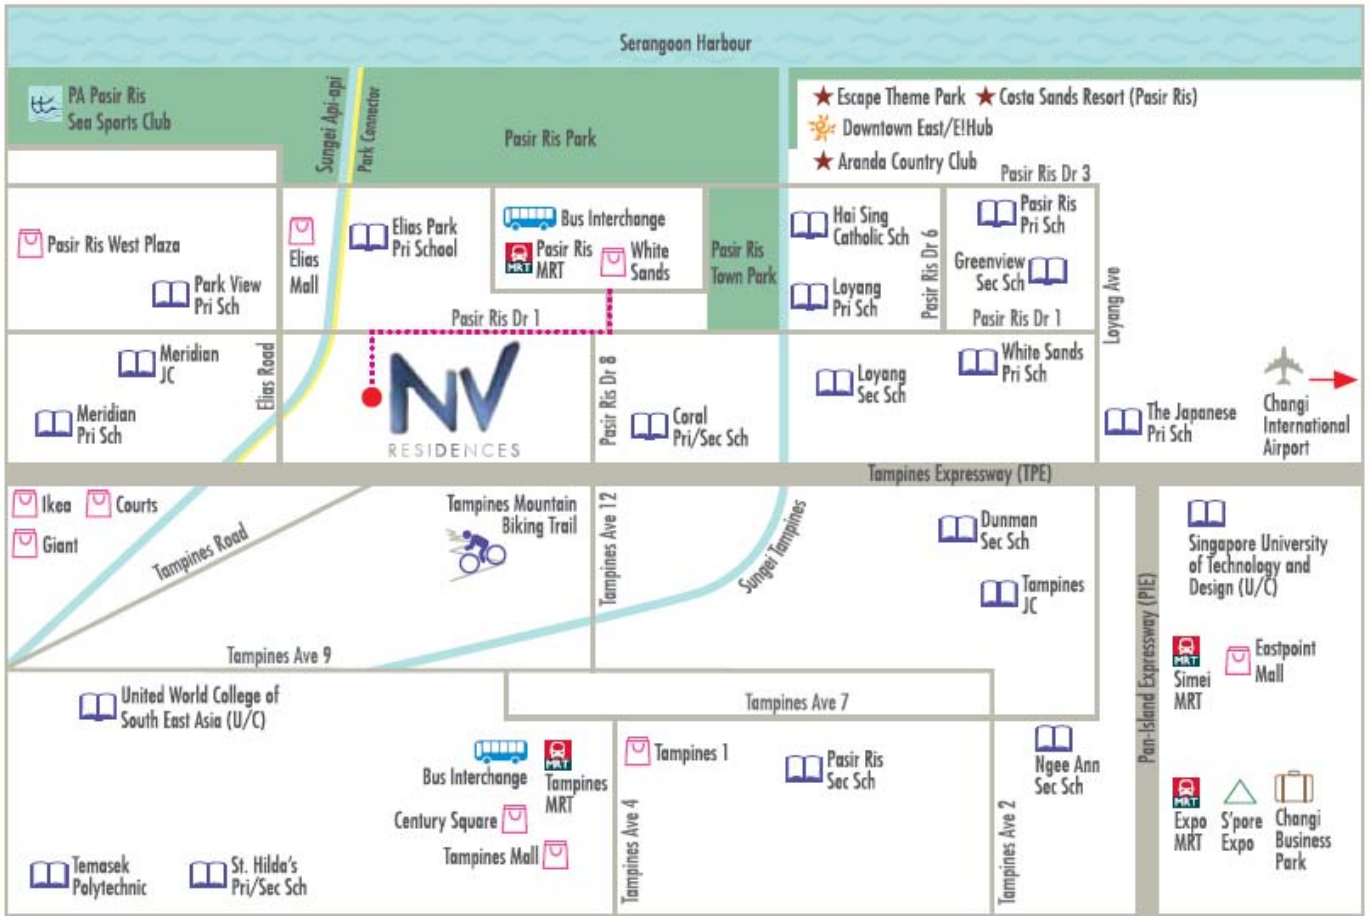 Serangoon Harbour
PA Pasir Ris
Sea Sports Club
Sungei Api-api
Park Connector
Pasir Ris Park
Escape Theme Park
Costa Sands Resort (Pasir Ris)
Downtown East/E!Hub
Aranda Country Club
Pasir Ris Dr 3
Pasir Ris West Plaza
Elias
Mall
Elias Park
Pri School
Bus Interchange
MRT
Pasir Ris
MRT
White
Sands
Pasir Ris
Town Park
Hai Sing
Catholic Sch
Pasir Ris Dr 6
Pasir Ris
Pri Sch
Greenview
Sec Sch
Park View
Pri Sch
Loyang
Pri Sch
Loyang Ave
Pasir Ris Dr 1
Pasir Ris Dr 1
Meridian
JC
Elias Road
NV
RESIDENCES
Pasir Ris Dr 8
Loyang
Sec Sch
White Sands
Pri Sch
Meridian
Pri Sch
Coral
Pri/Sec Sch
The Japanese
Pri Sch
Changi
International
Airport
Tampines Expressway (TPE)
Ikea
Courts
Giant
Tampines Road
Tampines Mountain
Biking Trail
Tampines Ave 12
Sungei Tampines
Dunman
Sec Sch
Tampines
JC
Pan-Island Expressway (PIE)
Singapore University
of Technology and
Design (U/C)
MRT
Simei
MRT
Eastpoint
Mall
Tampines Ave 9
United World College of
South East Asia (U/C)
Tampines Ave 7
Bus Interchange
MRT
Tampines
MRT
Tampines 1
Pasir Ris
Sec Sch
Ngee Ann
Sec Sch
Century Square
Tampines Mall
Tampines Ave 4
Tampines Ave 2
MRT
Expo
MRT
S'pore
Expo
Changi
Business
Park
Temasek
Polytechnic
St. Hilda's
Pri/Sec Sch